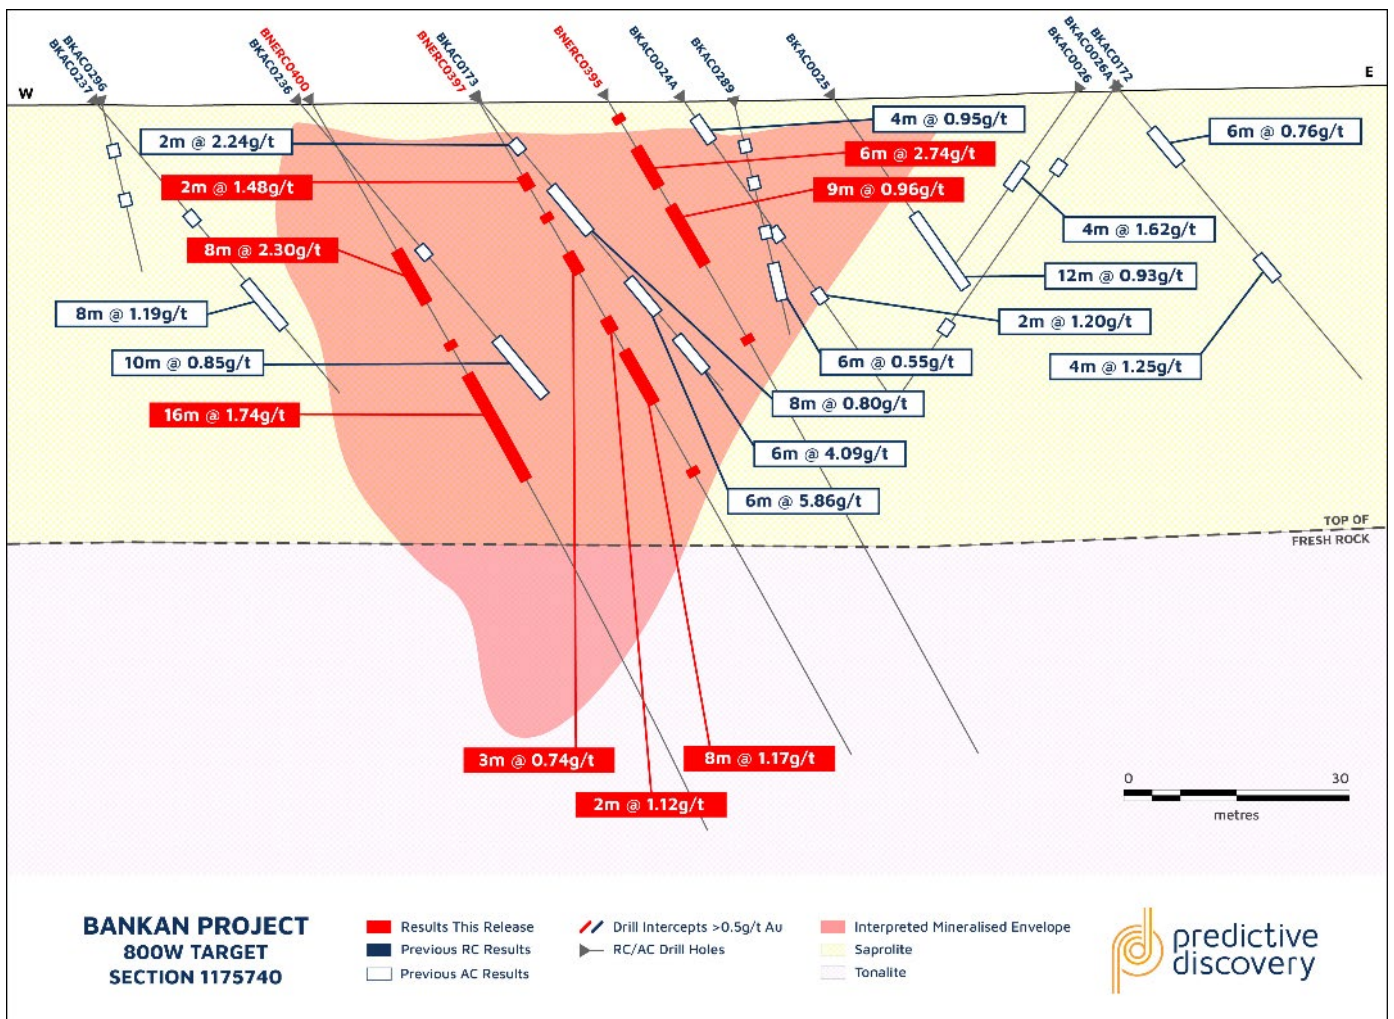 BKAC0237
BKAC0296
BNERC0400
BKAC0236
BNERC0397
BKAC0173
BNERC0395
BKAC0024A
BKAC0289
BKAC0025
BKAC0026
BKAC0026A
BKAC0172
W
E
4m @ 0.95g/t
6m @ 0.76g/t
2m @ 2.24g/t
6m @ 2.74g/t
2m @ 1.48g/t
9m @ 0.96g/t
4m @ 1.62g/t
8m @ 2.30g/t
12m @ 0.93g/t
8m @ 1.19g/t
2m @ 1.20g/t
10m @ 0.85g/t
6m @ 0.55g/t
4m @ 1.25g/t
8m @ 0.80g/t
16m @ 1.74g/t
6m @ 4.09g/t
6m @ 5.86g/t
TOP OF
FRESH ROCK
3m @ 0.74g/t
8m @ 1.17g/t
2m @ 1.12g/t
0 30
metres
BANKAN PROJECT
800W TARGET
SECTION 1175740
Results This Release
Previous RC Results
Previous AC Results
Drill Intercepts >0.5g/t Au
RC/AC Drill Holes
Interpreted Mineralised Envelope
Saprolite
Tonalite
predictive
discovery